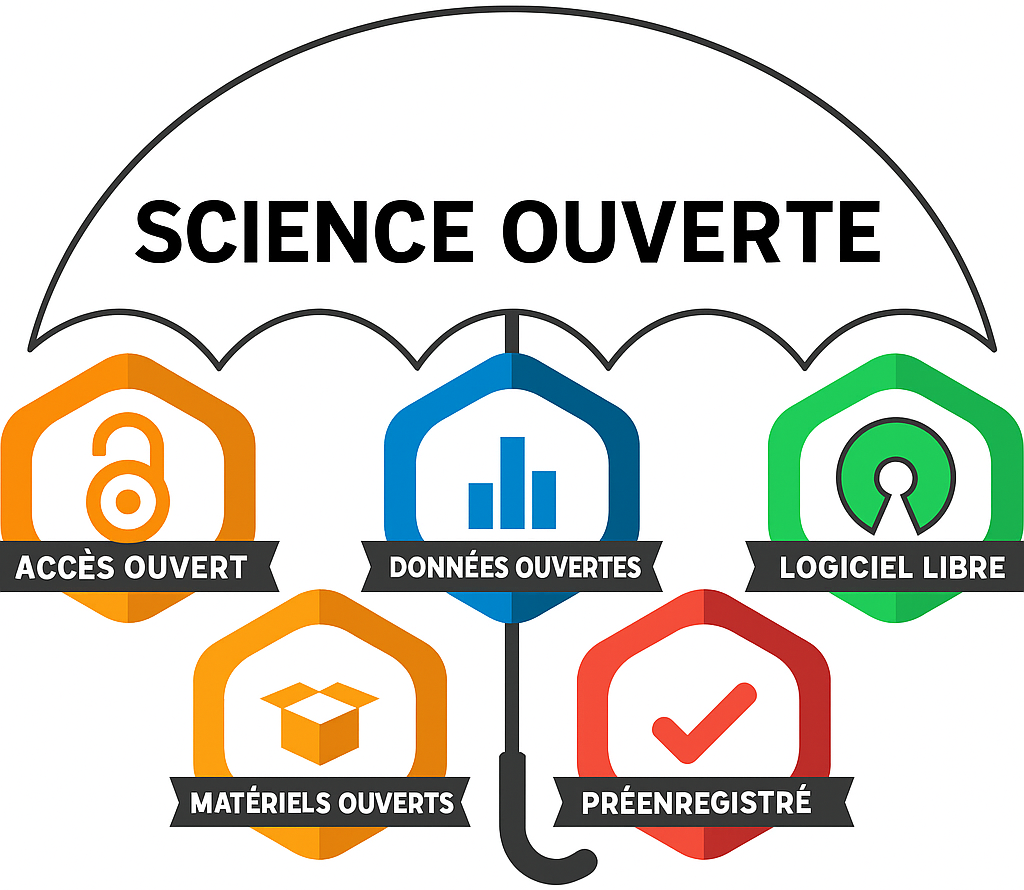 SCIENCE OUVERTE
ACCÈS OUVERT
DONNÉES OUVERTES
LOGICIEL LIBRE
MATÉRIELS OUVERTS
PRÉENREGISTRÉ